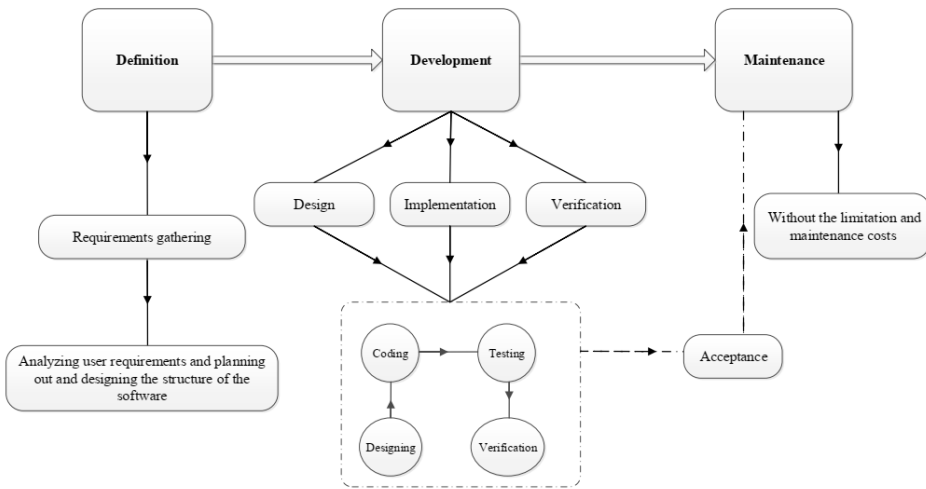 Definition
Development
Maintenance
Design
Implementation
Verification
Without the limitation and
maintenance costs
Requirements gathering
Analyzing user requirements and planning
out and designing the structure of the
software
Coding
Testing
Acceptance
Designing
Verification